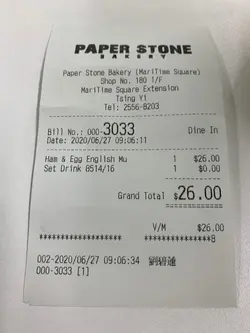 PAPER STONE
BAKERY
Paper Stone Bakery (MariTime Square)
Shop No. 180 1/F
MariTime Square Extension
Tsing Yi
Tel: 2556-8203
Bill No.: 000-3033
Date: 2020/06/27 09:06:11 Dine In
Ham & Egg English Mu 1 $26.00
Set Drink 8514/16 1 $0.00
Grand Total $26.00
V/M $26.00
******************* ***************8
002-2020/06/27 09:06:34
000-3033 [1]